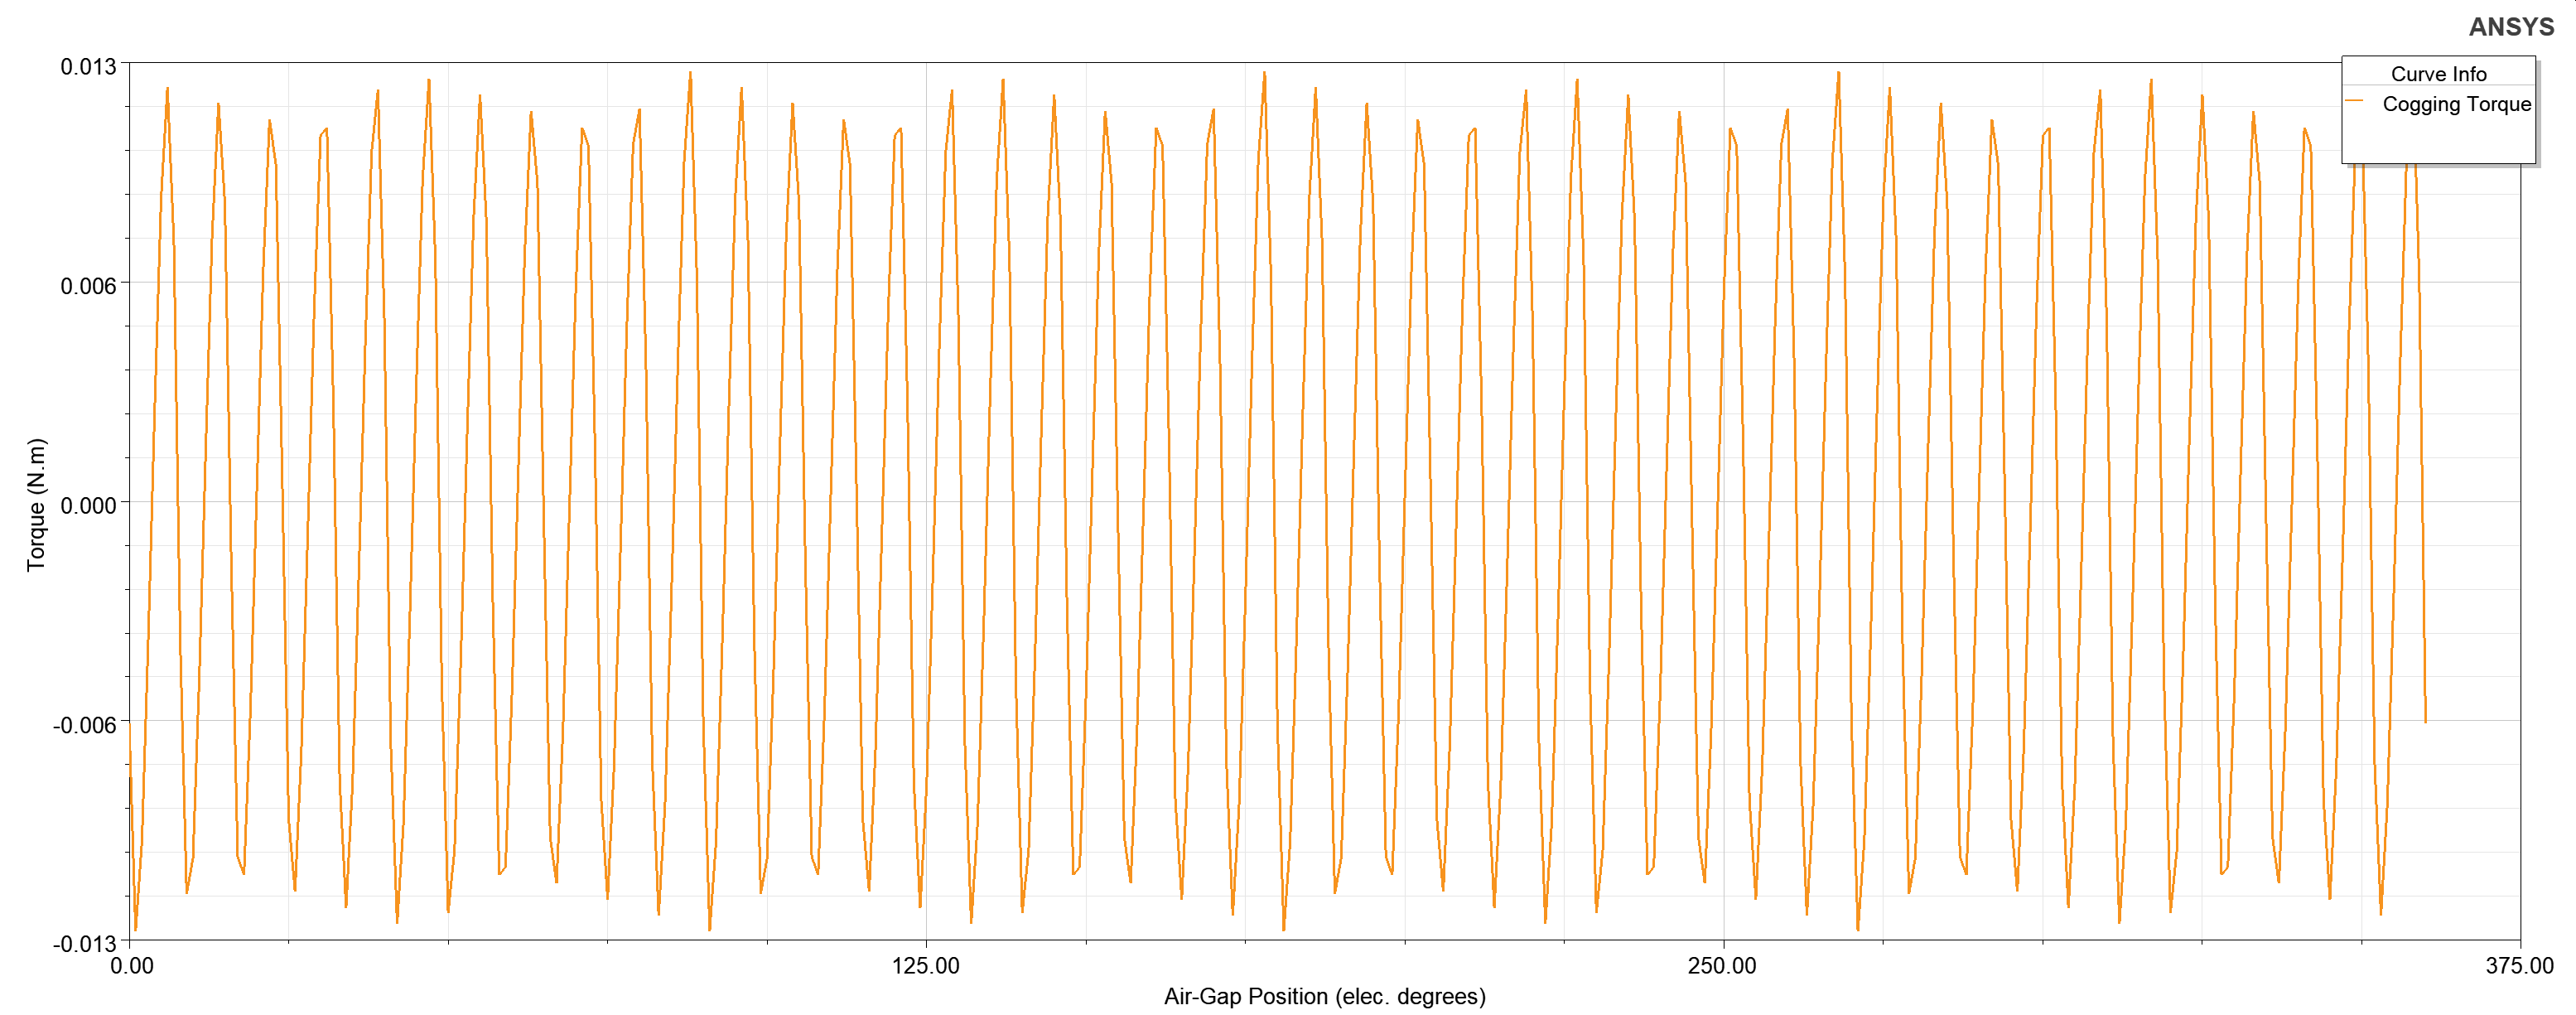 ANSYS
Curve Info
Cogging Torque
0.013
0.006
0.000
-0.006
-0.013
Torque (N.m)
0.00 125.00 250.00 375.00
Air-Gap Position (elec. degrees)